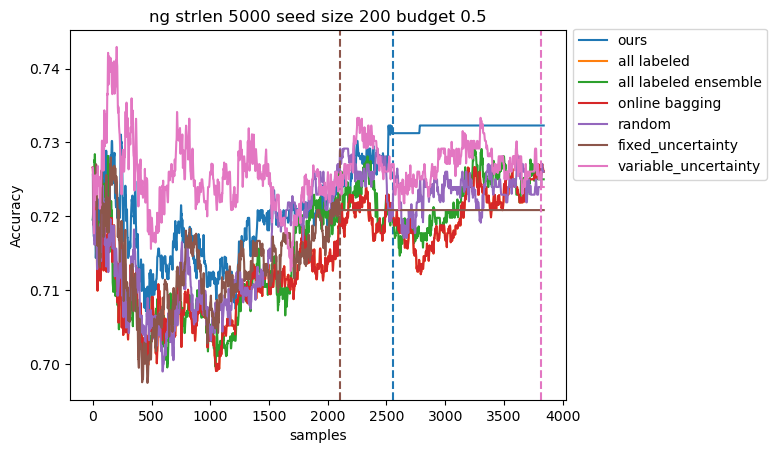 ng strlen 5000 seed size 200 budget 0.5
ours
all labeled
all labeled ensemble
online bagging
random
fixed_uncertainty
variable_uncertainty
Accuracy
0.74
0.73
0.72
0.71
0.70
0 500 1000 1500 2000 2500 3000 3500 4000
samples